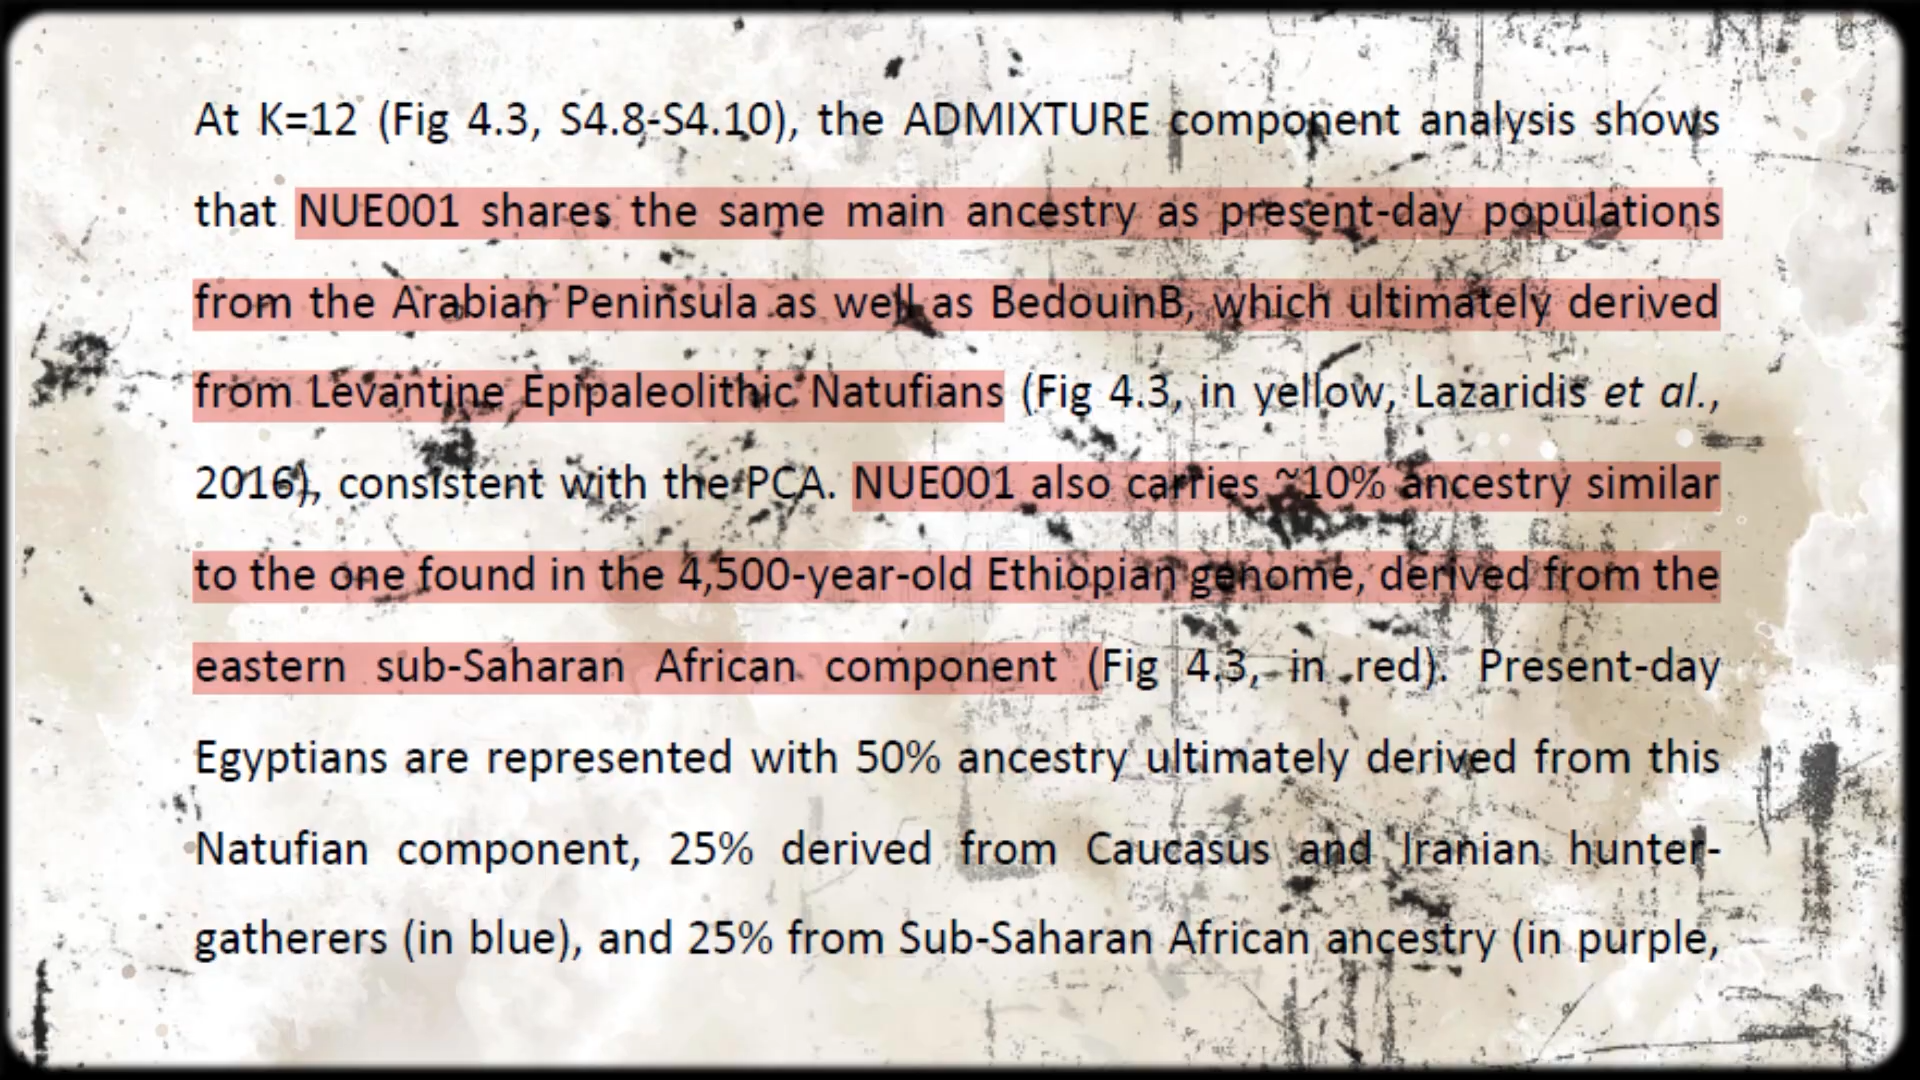 At K=12 (Fig 4.3, S4.8-S4.10), the ADMIXTURE component analysis shows
that NUE001 shares the same main ancestry as present-day populations
from the Arabian Peninsula as well as BedouinB, which ultimately derived
from Levantine Epipaleolithic Natufians (Fig 4.3, in yellow, Lazaridis et al.,
2016), consistent with the PCA. NUE001 also carries ~10% ancestry similar
to the one found in the 4,500-year-old Ethiopian genome, derived from the
eastern sub-Saharan African component (Fig 4.3, in red). Present-day
Egyptians are represented with 50% ancestry ultimately derived from this
Natufian component, 25% derived from Caucasus and Iranian hunter-
gatherers (in blue), and 25% from Sub-Saharan African ancestry (in purple,